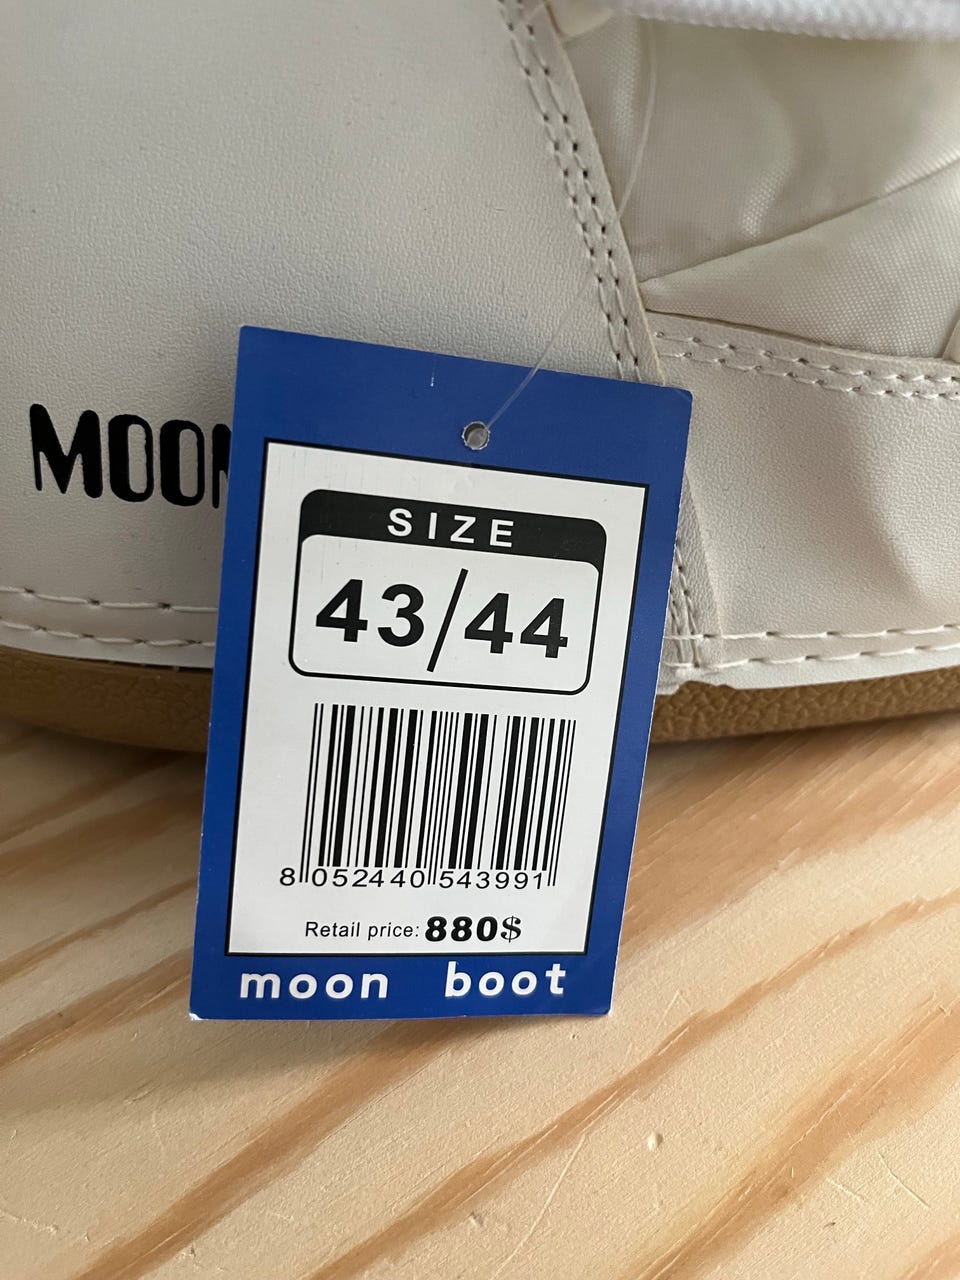 MOON
SIZE
43/44
8 052440 543991
Retail price: 880$
moon boot